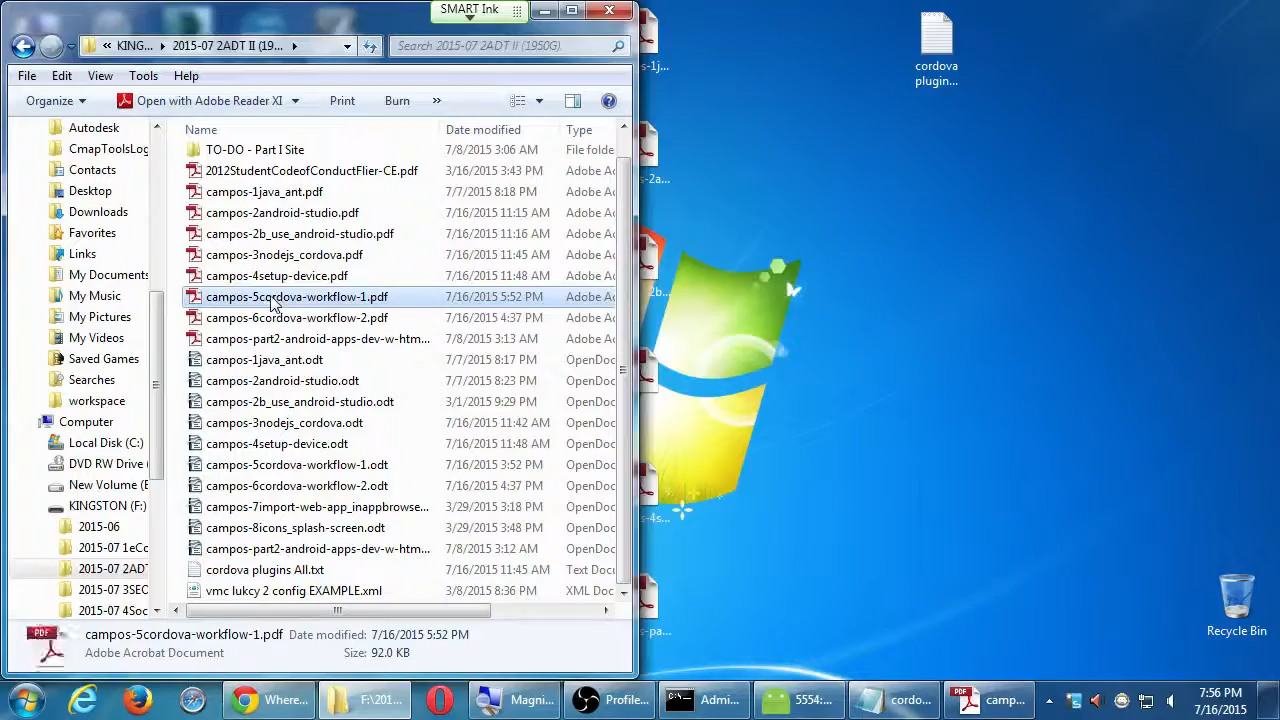 SMART Ink
« KING... ▸ 2015-07 2ADT II (19... ▸
Search 2015-07 2ADT II (1950G).
File Edit View Tools Help
Organize Open with Adobe Reader XI Print Burn »
Name Date modified Type
Autodesk
CmapToolsLog
Contacts
Desktop
Downloads
Favorites
Links
My Documents
My Music
My Pictures
My Videos
Saved Games
Searches
workspace
Computer
Local Disk (C:)
DVD RW Drive (
New Volume (E
KINGSTON (F:)
2015-06
2015-07 1eCc
2015-07 2ADT
2015-07 3SEO
2015-07 4Soc
TO-DO - Part I Site 7/8/2015 3:06 AM File folde
2012StudentCodeofConductFlier-CE.pdf 3/16/2015 3:43 PM Adobe Ac
campos-1java_ant.pdf 7/7/2015 8:18 PM Adobe Ac
campos-2android-studio.pdf 7/16/2015 11:15 AM Adobe Ac
campos-2b_use_android-studio.pdf 7/16/2015 11:16 AM Adobe Ac
campos-3nodejs_cordova.pdf 7/16/2015 11:45 AM Adobe Ac
campos-4setup-device.pdf 7/16/2015 11:48 AM Adobe Ac
campos-5cordova-workflow-1.pdf 7/16/2015 5:52 PM Adobe Ac
campos-6cordova-workflow-2.pdf 7/16/2015 4:37 PM Adobe Ac
campos-part2-android-apps-dev-w-htm... 7/8/2015 3:13 AM Adobe Ac
campos-1java_ant.odt 7/7/2015 8:17 PM OpenDoc
campos-2android-studio.odt 7/7/2015 8:23 PM OpenDoc
campos-2b_use_android-studio.odt 3/1/2015 9:29 PM OpenDoc
campos-3nodejs_cordova.odt 7/16/2015 11:42 AM OpenDoc
campos-4setup-device.odt 7/16/2015 11:48 AM OpenDoc
campos-5cordova-workflow-1.odt 7/16/2015 3:52 PM OpenDoc
campos-6cordova-workflow-2.odt 7/16/2015 4:37 PM OpenDoc
campos-7import-web-app_in_... 3/29/2015 3:18 PM OpenDoc
campos-icons_splash-screen.odt 3/29/2015 3:48 PM OpenDoc
campos-part2-android-apps-dev-w-htm... 7/8/2015 3:12 AM OpenDoc
cordova plugins All.txt 7/16/2015 11:45 AM Text Doc
vmc lukcy 2 config EXAMPLE.xml 3/8/2015 8:36 PM XML Doc
PDF
campos-5cordova-workflow-1.pdf Date modified: 7/16/2015 5:52 PM
Adobe Acrobat Document Size: 92.0 KB
s-1j...
s-2a...
2b...
s-4s...
s-pa...
cordova
plugin...
Recycle Bin
Where... F:\201... Magni... Profile... Admi... 5554:... cordo... PDF camp...
7:56 PM
7/16/2015